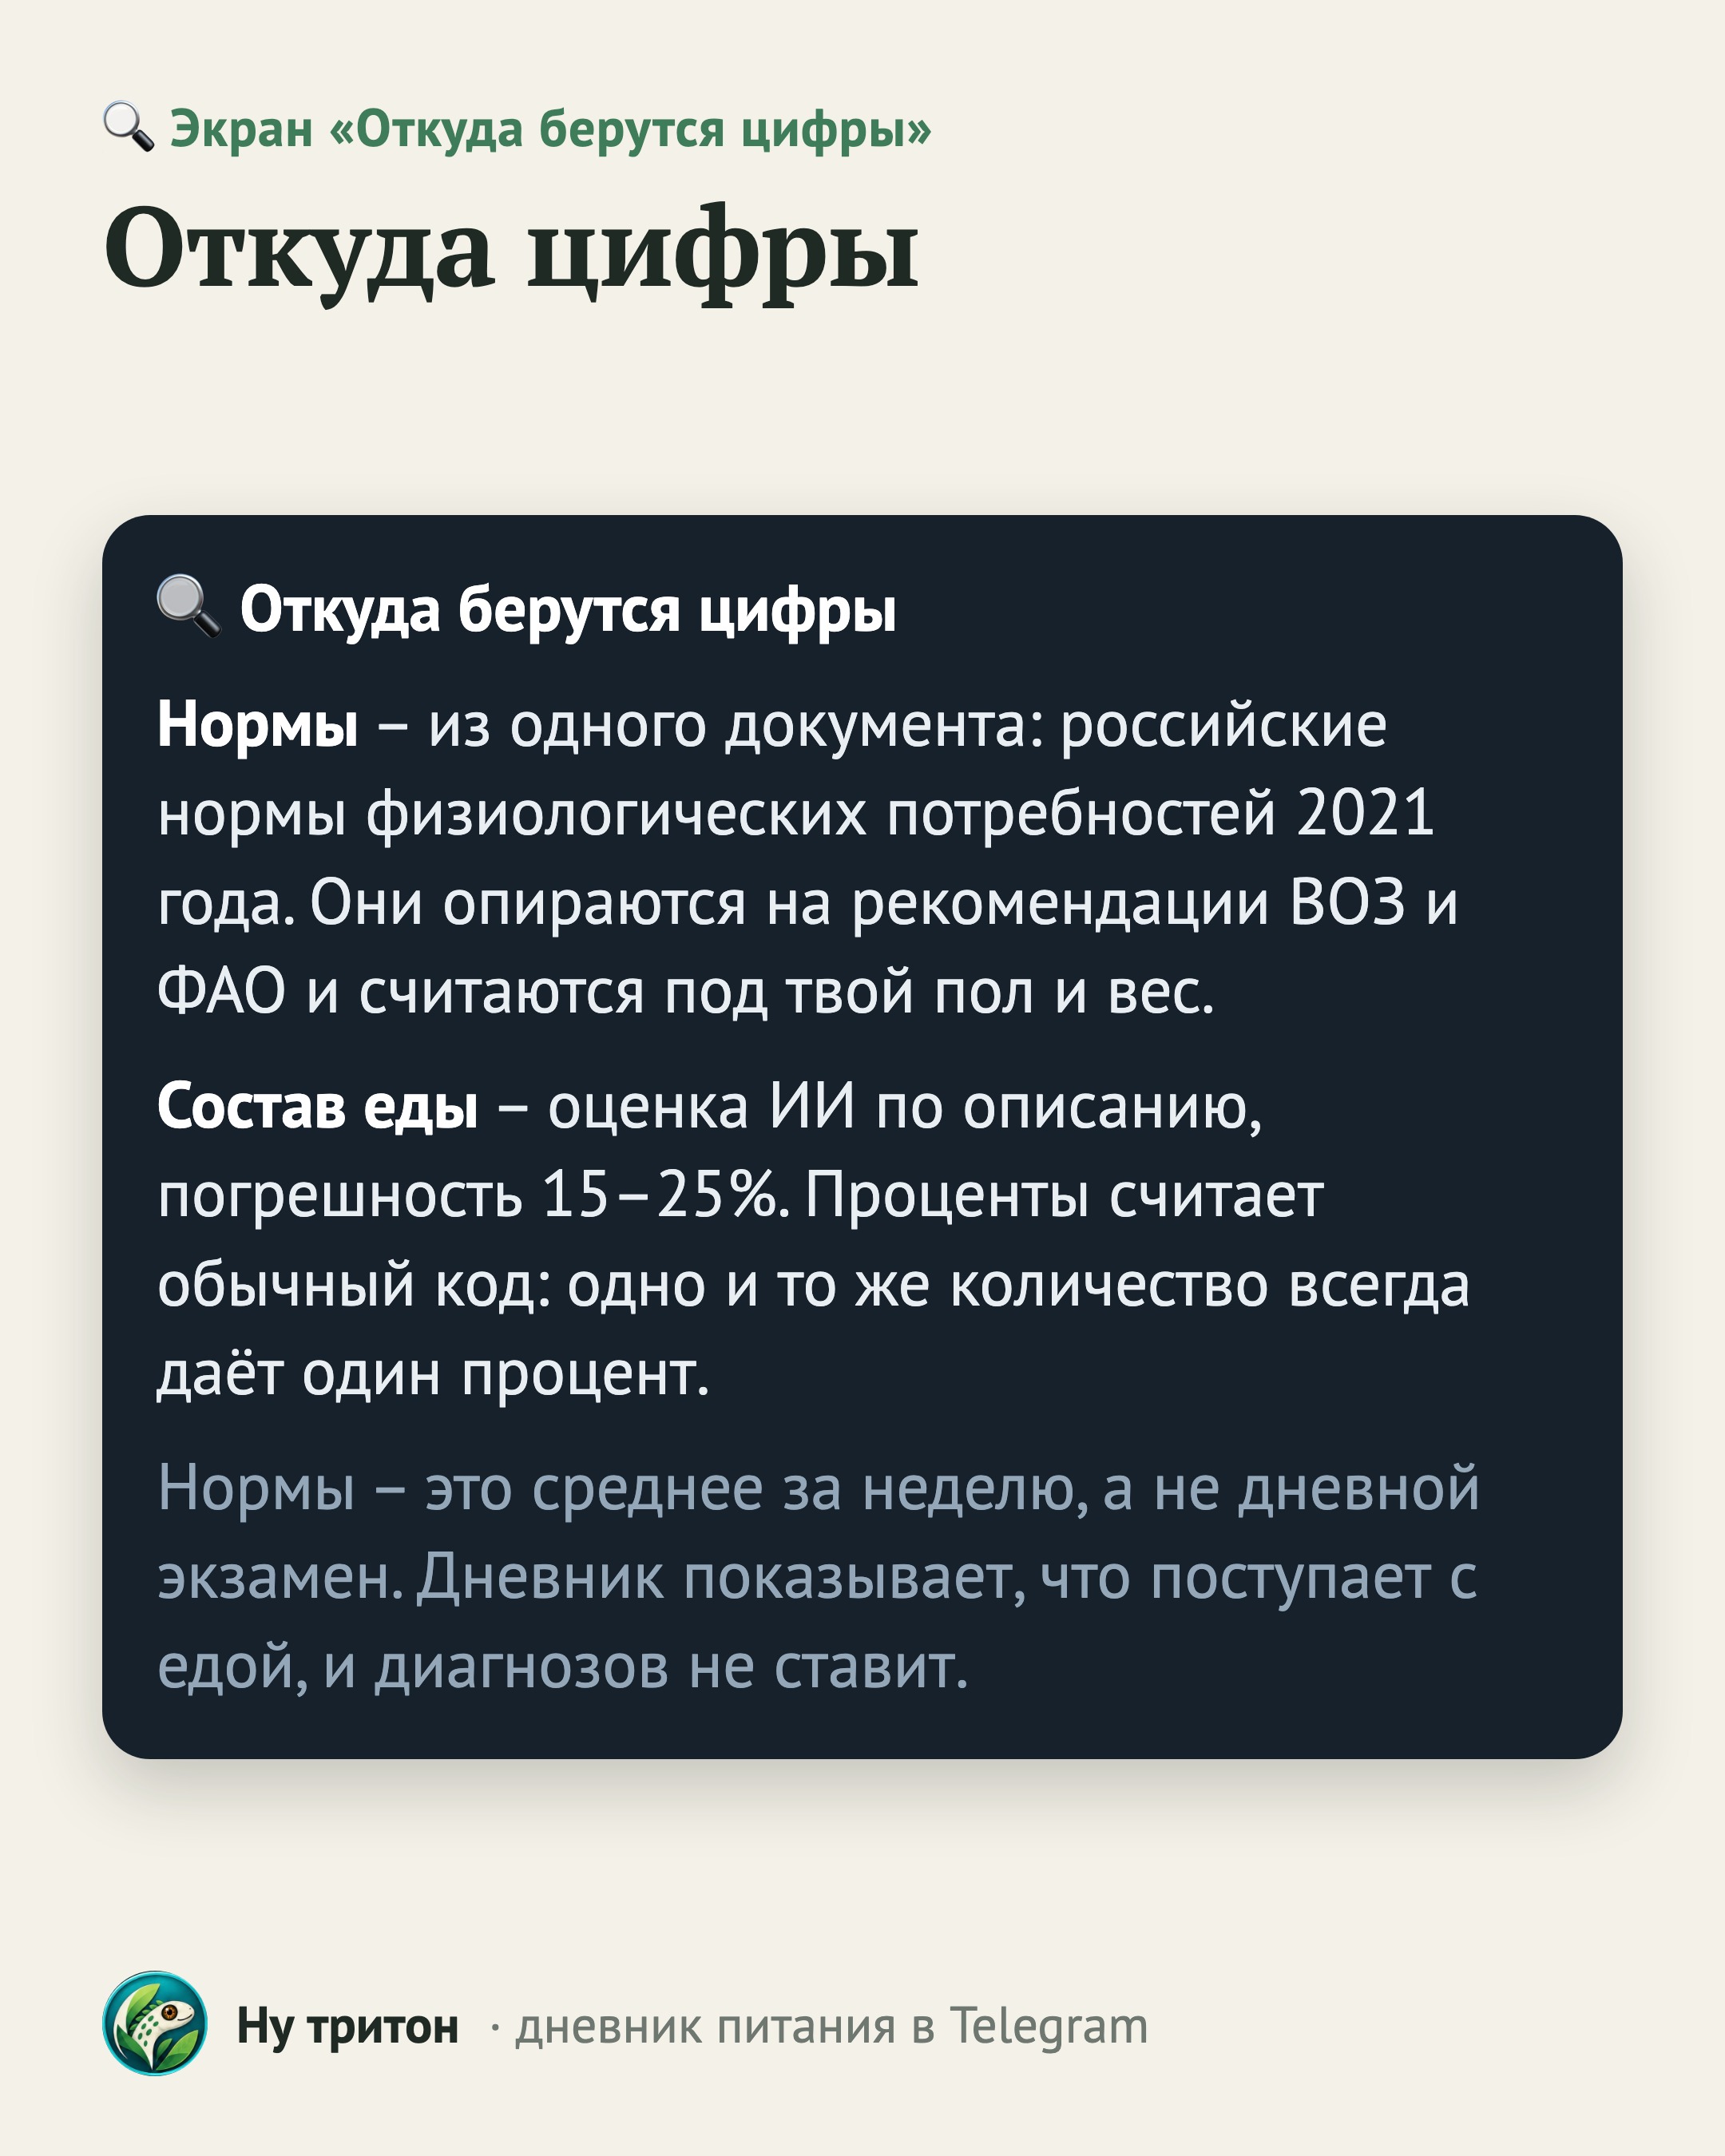 🔍 Экран «Откуда берутся цифры»
Откуда цифры
🔍 Откуда берутся цифры
Нормы – из одного документа: российские
нормы физиологических потребностей 2021
года. Они опираются на рекомендации ВОЗ и
ФАО и считаются под твой пол и вес.
Состав еды – оценка ИИ по описанию,
погрешность 15–25%. Проценты считает
обычный код: одно и то же количество всегда
даёт один процент.
Нормы – это среднее за неделю, а не дневной
экзамен. Дневник показывает, что поступает с
едой, и диагнозов не ставит.
Ну тритон · дневник питания в Telegram